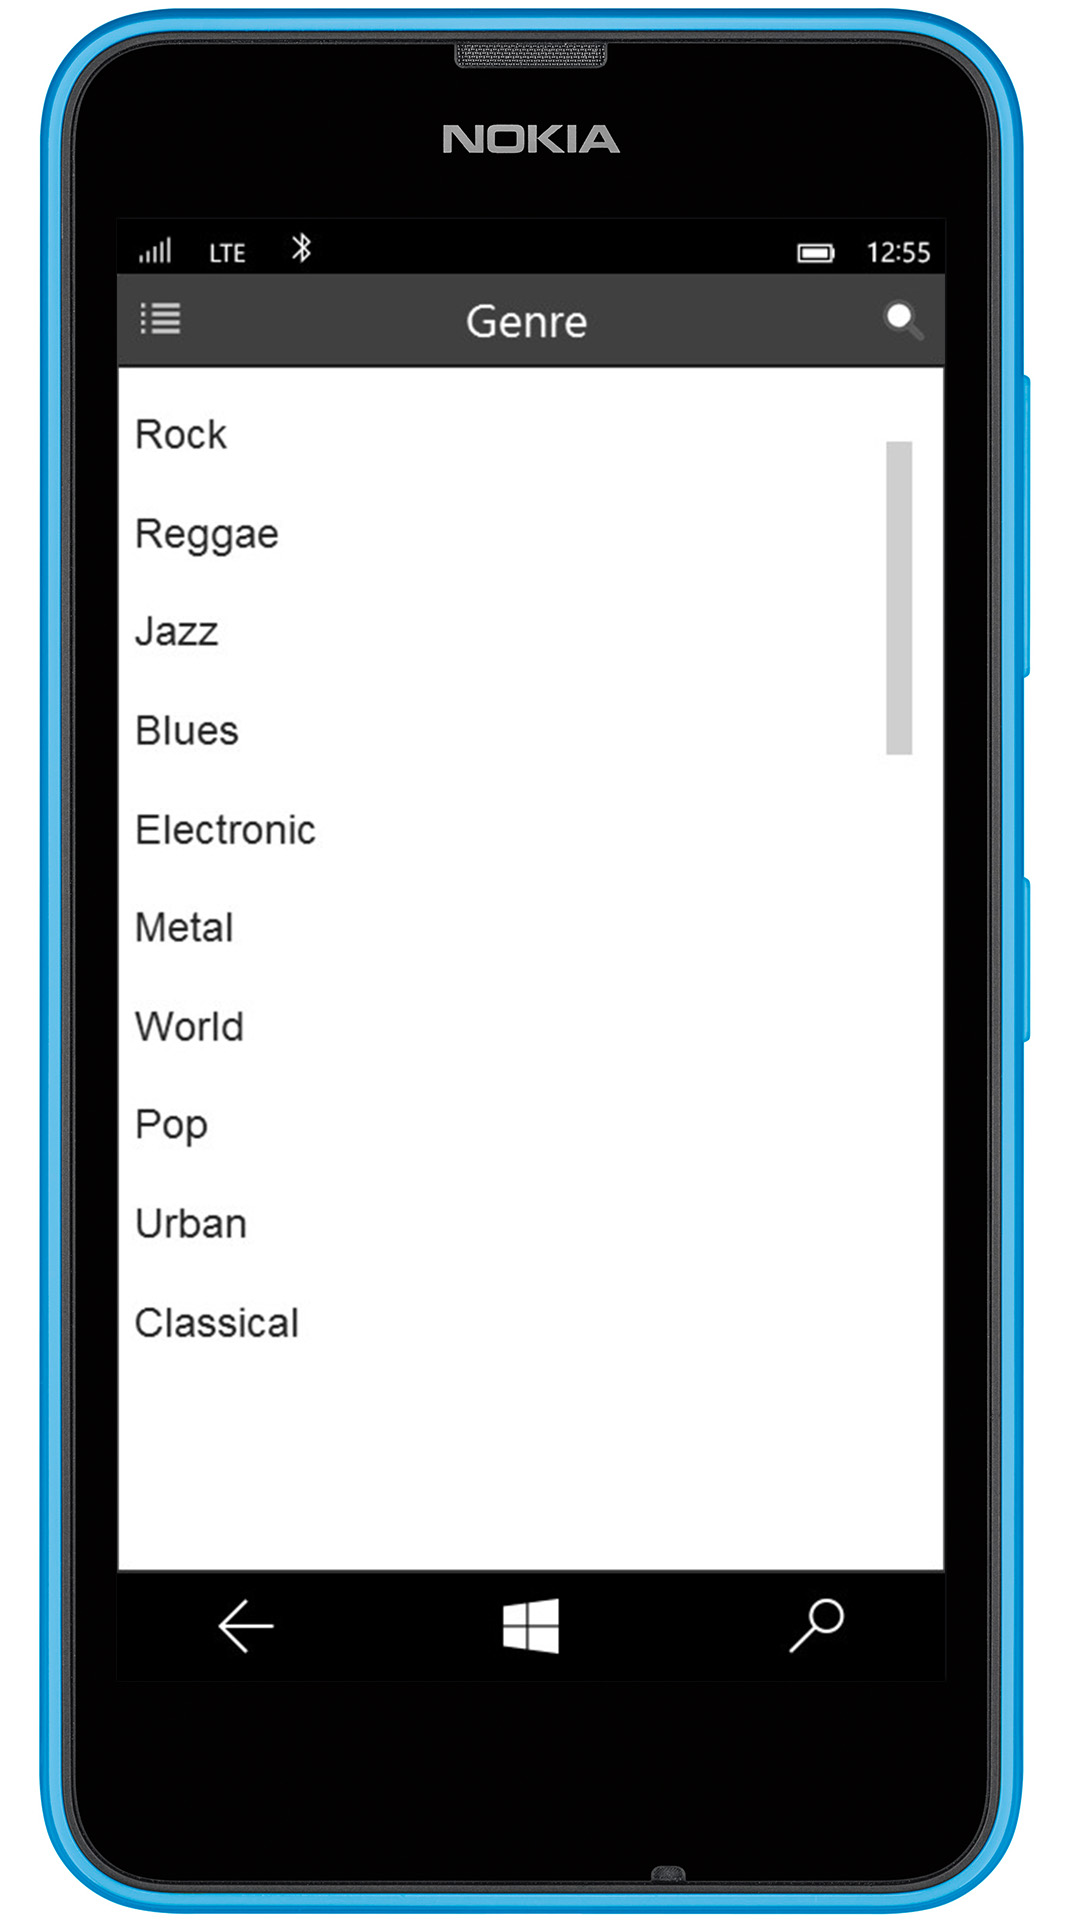 NOKIA
LTE 12:55
Genre
Rock
Reggae
Jazz
Blues
Electronic
Metal
World
Pop
Urban
Classical